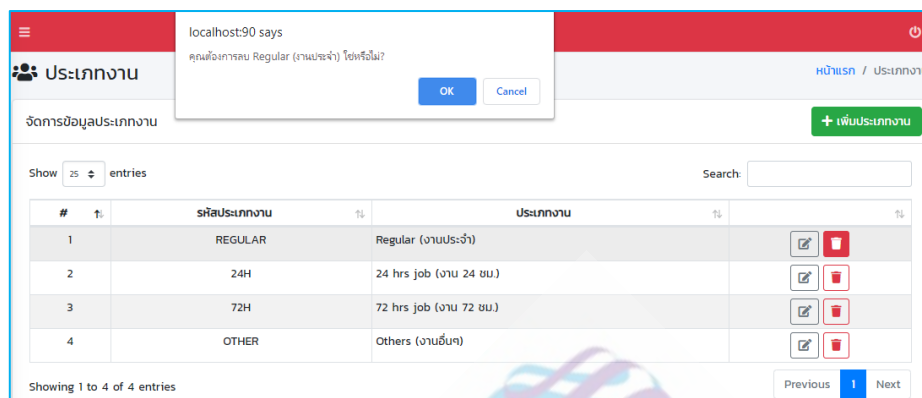 localhost:90 says
คุณต้องการลบ Regular (งานประจำ) ใช่หรือไม่?
OK Cancel
ประเภทงาน
หน้าแรก / ประเภทงา
จัดการข้อมูลประเภทงาน
+ เพิ่มประเภทงาน
Show 25 entries
Search:
# รหัสประเภทงาน ประเภทงาน
1 REGULAR Regular (งานประจำ)
2 24H 24 hrs job (งาน 24 ชม.)
3 72H 72 hrs job (งาน 72 ชม.)
4 OTHER Others (งานอื่นๆ)
Showing 1 to 4 of 4 entries
Previous 1 Next